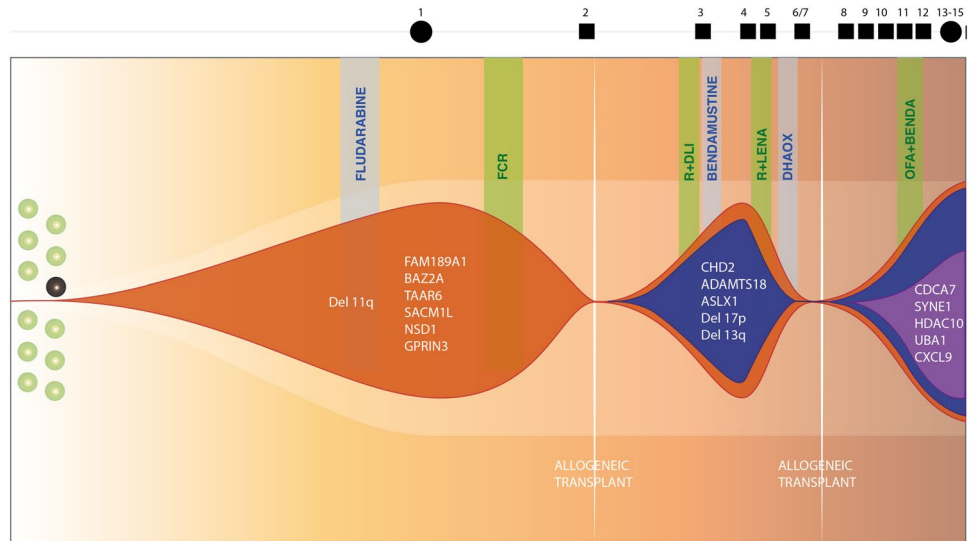 1
2
3
4
5
6/7
8
9
10
11
12
13-15
FLUDARABINE
FCR
R+DLI
BENDAMUSTINE
R+LENA
DHAOX
OFA+BENDA
Del 11q
FAM189A1
BAZ2A
TAAR6
SACM1L
NSD1
GPRIN3
CHD2
ADAMTS18
ASLX1
Del 17p
Del 13q
CDCA7
SYNE1
HDAC10
UBA1
CXCL9
ALLOGENEIC
TRANSPLANT
ALLOGENEIC
TRANSPLANT